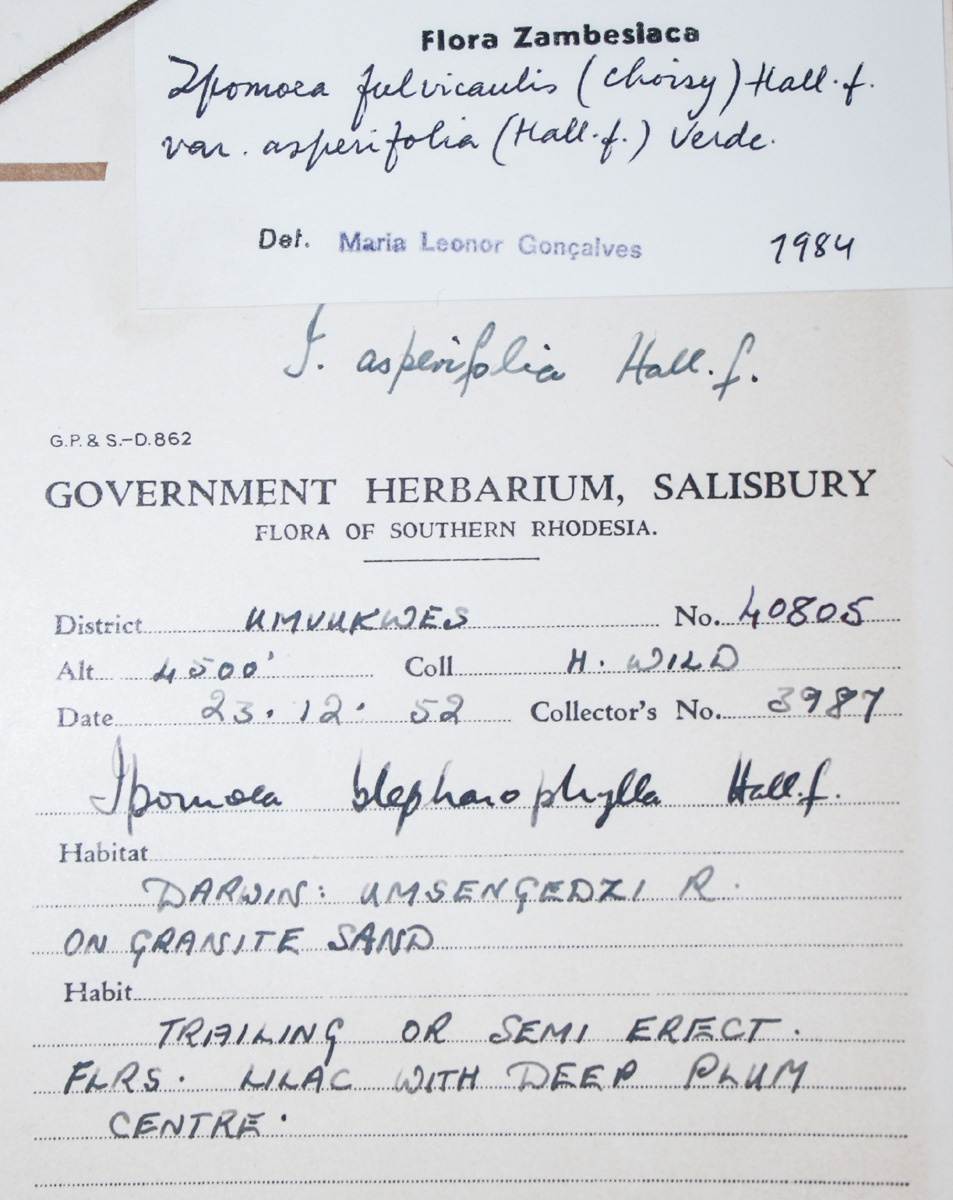 Flora Zambesiaca
Ipomoea fulvicaulis (Choisy) Hall.f.
var. asperifolia (Hall.f.) Verdc.
Det. Maria Leonor Gonçalves 1984
I. asperifolia Hall.f.
G.P. & S.—D.862
GOVERNMENT HERBARIUM, SALISBURY
FLORA OF SOUTHERN RHODESIA.
District UMVUKWES No. 40805
Alt. 4500' Coll H. WILD
Date 23.12.52 Collector's No. 3987
Ipomoea blepharophylla Hall.f.
Habitat
DARWIN: UMSENGEDZI R.
ON GRANITE SAND
Habit
TRAILING OR SEMI ERECT.
FLRS. LILAC WITH DEEP PLUM
CENTRE.